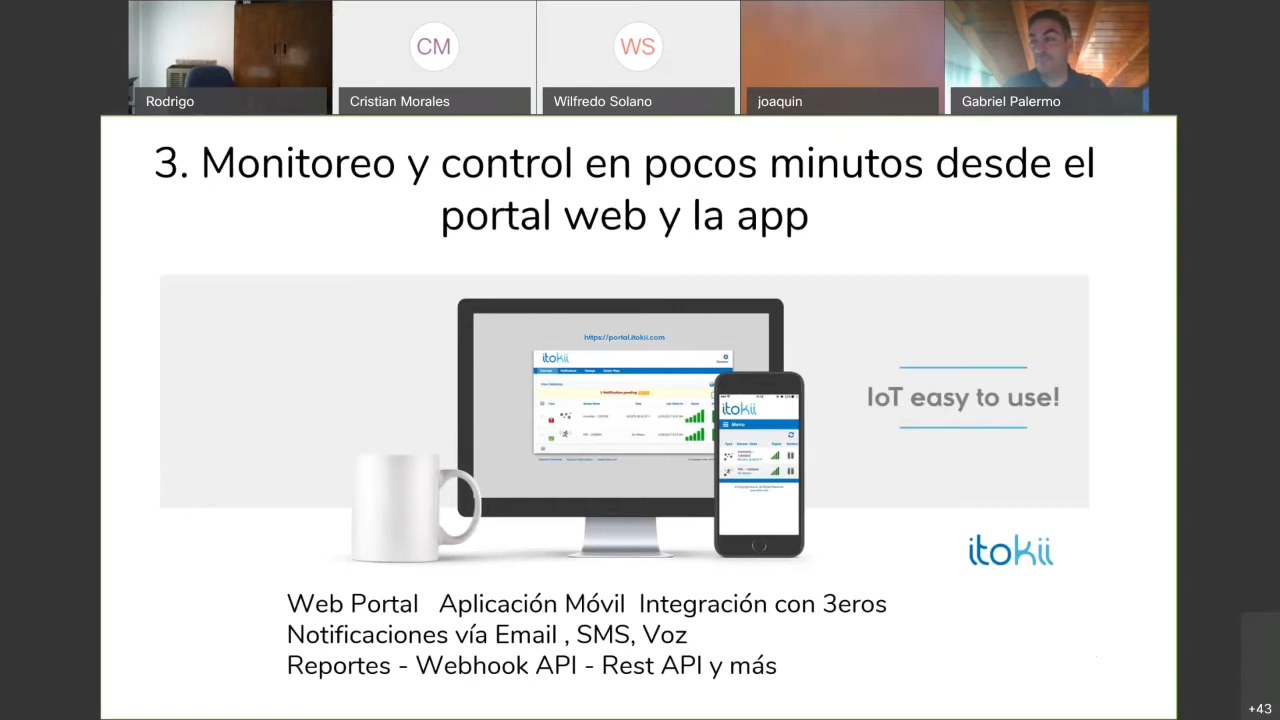 CM
WS
Rodrigo
Cristian Morales
Wilfredo Solano
joaquin
Gabriel Palermo
3. Monitoreo y control en pocos minutos desde el
portal web y la app
https://portal.itokii.com
itokii
itokii
Menu
IoT easy to use!
itokii
Web Portal Aplicación Móvil Integración con 3eros
Notificaciones vía Email , SMS, Voz
Reportes - Webhook API - Rest API y más
+43